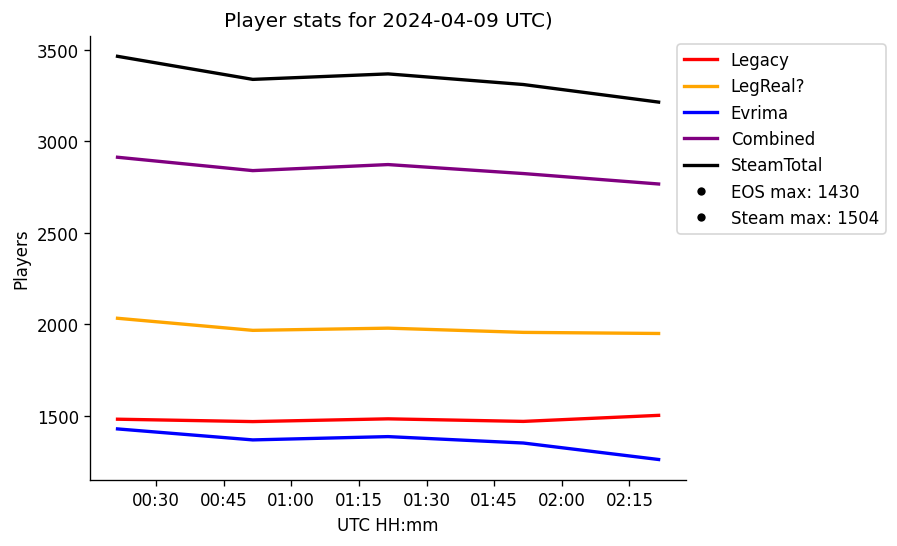 Player stats for 2024-04-09 UTC)
3500
3000
2500
2000
1500
Players
00:30 00:45 01:00 01:15 01:30 01:45 02:00 02:15
UTC HH:mm
Legacy
LegReal?
Evrima
Combined
SteamTotal
EOS max: 1430
Steam max: 1504